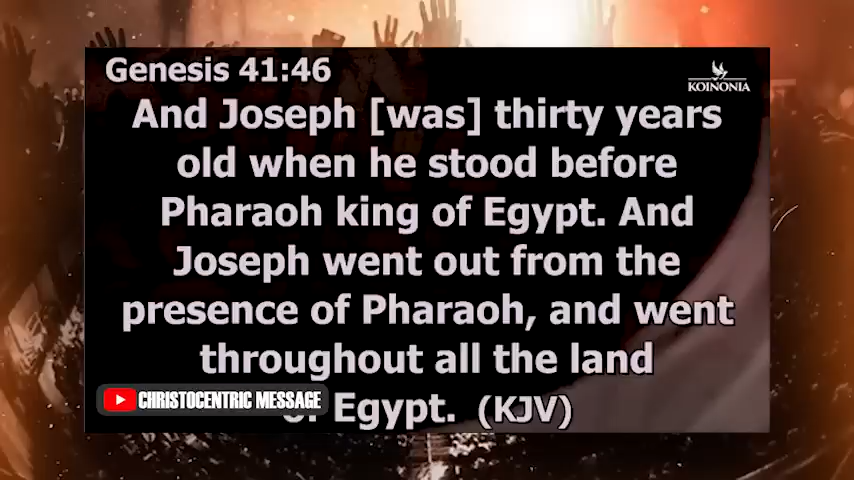 Genesis 41:46
KOINONIA
And Joseph [was] thirty years
old when he stood before
Pharaoh king of Egypt. And
Joseph went out from the
presence of Pharaoh, and went
throughout all the land
Egypt. (KJV)
CHRISTOCENTRIC MESSAGE